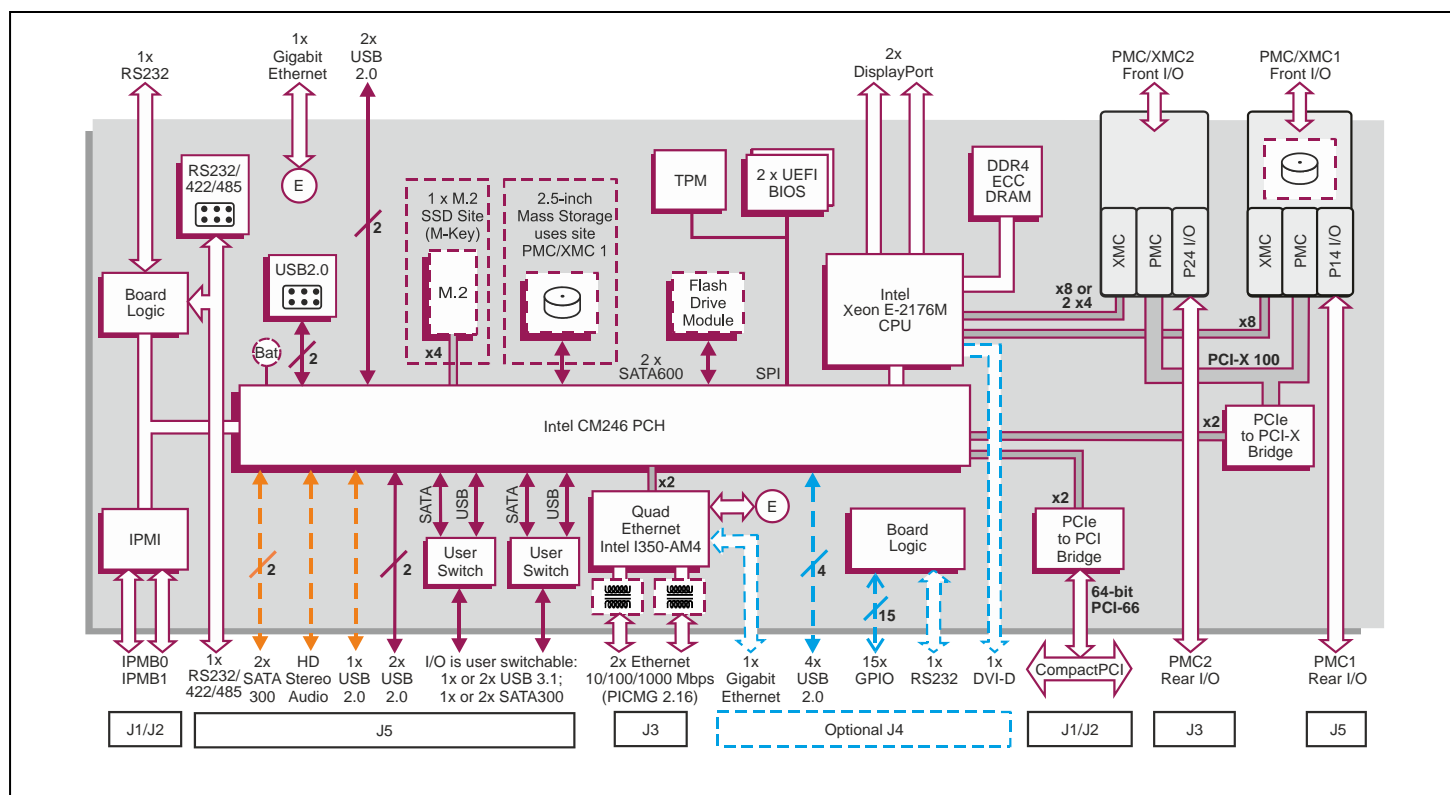 1x
RS232
1x
Gigabit
Ethernet
2x
USB
2.0
2x
DisplayPort
PMC/XMC2
Front I/O
PMC/XMC1
Front I/O
RS232/
422/485
E
2
1 x M.2
SSD Site
(M-Key)
M.2
x4
2.5-inch
Mass Storage
uses site
PMC/XMC 1
TPM
2 x UEFI
BIOS
DDR4
ECC
DRAM
XMC
PMC
P24 I/O
XMC
PMC
P14 I/O
Board
Logic
USB2.0
Bat
2
Flash
Drive
Module
2 x
SATA600
SPI
Intel
Xeon E-2176M
CPU
x8 or
2 x4
x8
PCI-X 100
Intel CM246 PCH
x2
PCIe
to PCI-X
Bridge
IPMI
2
2
SATA
USB
User
Switch
SATA
USB
User
Switch
x2
Quad
Ethernet
Intel I350-AM4
E
4
Board
Logic
15
x2
PCIe
to PCI
Bridge
64-bit
PCI-66
IPMB0
IPMB1
1x
RS232/
422/485
2x
SATA
300
HD
Stereo
Audio
1x
USB
2.0
2x
USB
2.0
I/O is user switchable:
1x or 2x USB 3.1;
1x or 2x SATA300
2x Ethernet
10/100/1000 Mbps
(PICMG 2.16)
1x
Gigabit
Ethernet
4x
USB
2.0
15x
GPIO
1x
RS232
1x
DVI-D
CompactPCI
PMC2
Rear I/O
PMC1
Rear I/O
J1/J2
J5
J3
Optional J4
J1/J2
J3
J5